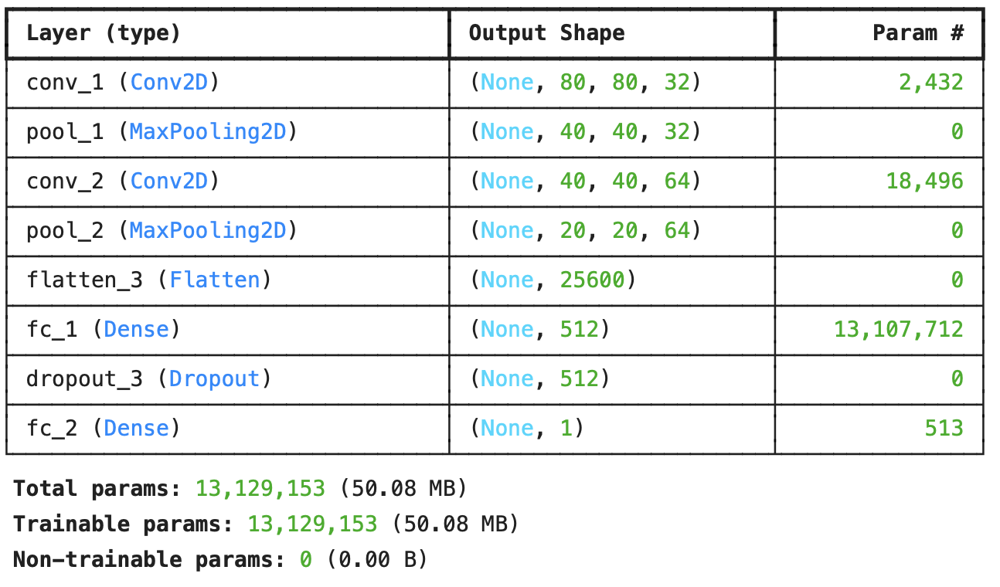 Layer (type) Output Shape Param #
conv_1 (Conv2D) (None, 80, 80, 32) 2,432
pool_1 (MaxPooling2D) (None, 40, 40, 32) 0
conv_2 (Conv2D) (None, 40, 40, 64) 18,496
pool_2 (MaxPooling2D) (None, 20, 20, 64) 0
flatten_3 (Flatten) (None, 25600) 0
fc_1 (Dense) (None, 512) 13,107,712
dropout_3 (Dropout) (None, 512) 0
fc_2 (Dense) (None, 1) 513
Total params: 13,129,153 (50.08 MB)
Trainable params: 13,129,153 (50.08 MB)
Non-trainable params: 0 (0.00 B)